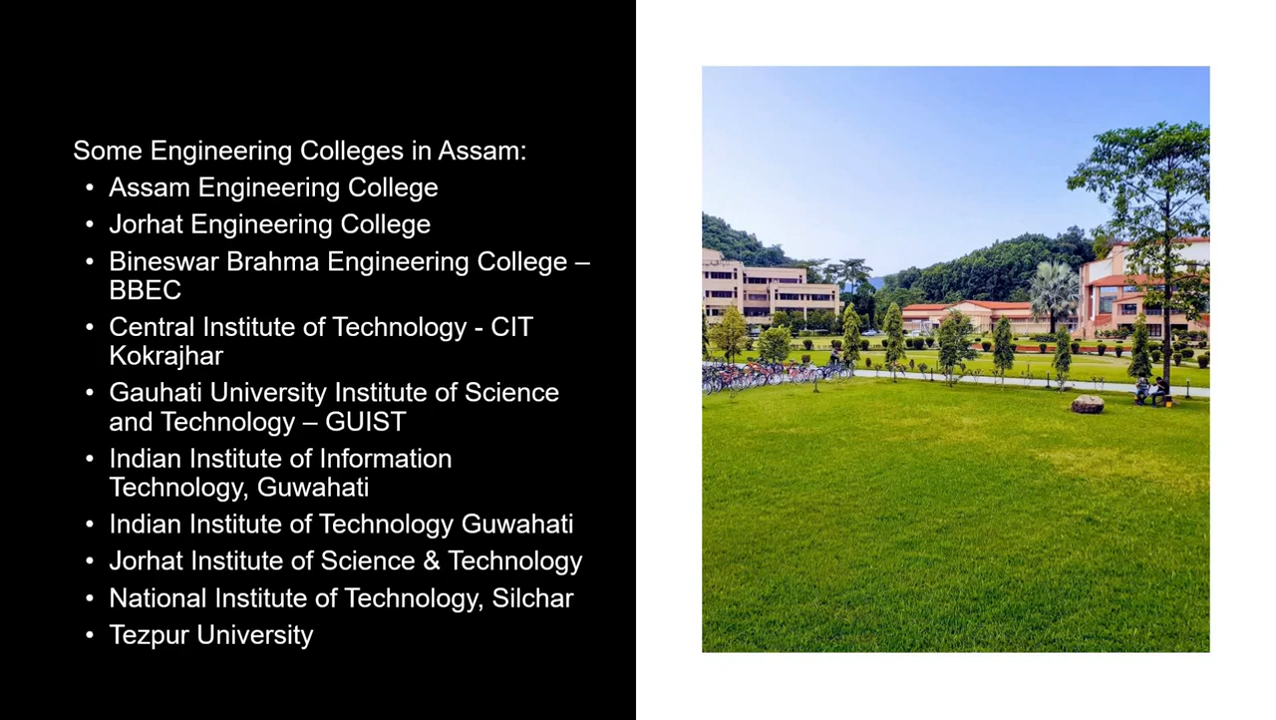 Some Engineering Colleges in Assam:
• Assam Engineering College
• Jorhat Engineering College
• Bineswar Brahma Engineering College –
BBEC
• Central Institute of Technology - CIT
Kokrajhar
• Gauhati University Institute of Science
and Technology – GUIST
• Indian Institute of Information
Technology, Guwahati
• Indian Institute of Technology Guwahati
• Jorhat Institute of Science & Technology
• National Institute of Technology, Silchar
• Tezpur University